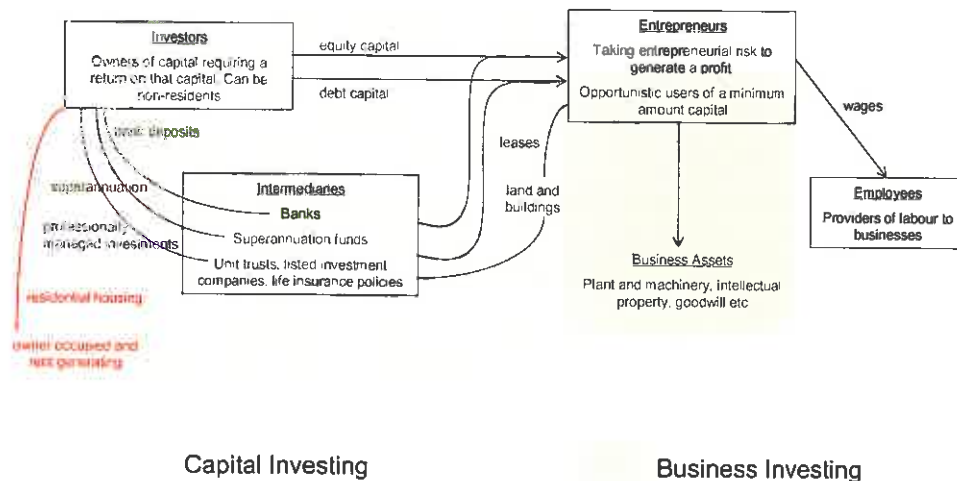 Investors
Owners of capital requiring a
return on that capital. Can be
non-residents
equity capital
debt capital
Entrepreneurs
Taking entrepreneurial risk to
generate a profit
Opportunistic users of a minimum
amount capital
wages
bank deposits
leases
superannuation
Intermediaries
Banks
Superannuation funds
Unit trusts, listed investment
companies, life insurance policies
land and
buildings
Employees
Providers of labour to
businesses
professionally
managed investments
Business Assets
Plant and machinery, intellectual
property, goodwill etc
residential housing
owner occupied and
rent generating
Capital Investing
Business Investing